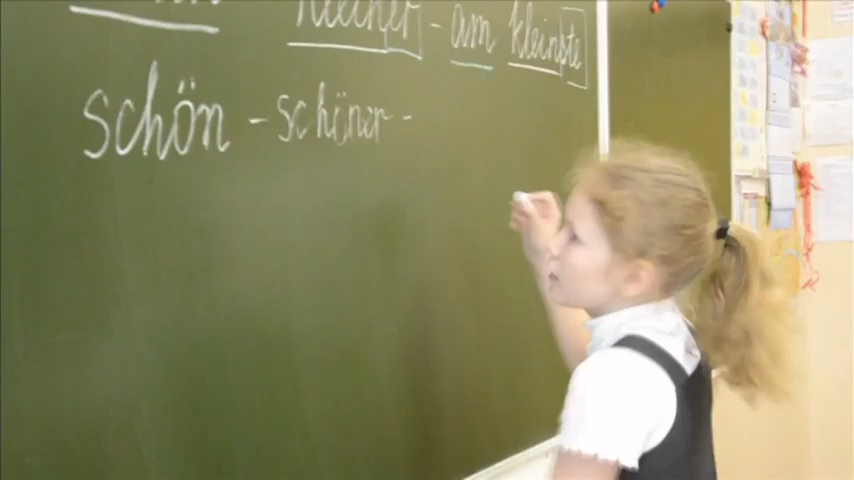 kleiner - am kleinste
schön - schöner -